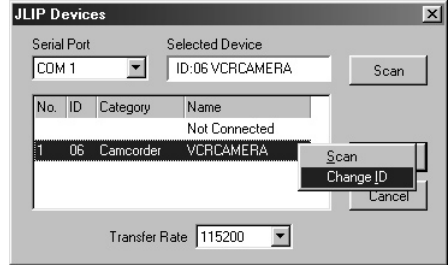 JLIP Devices
Serial Port Selected Device
COM 1 ID:06 VCRCAMERA Scan
No. ID Category Name
Not Connected
1 06 Camcorder VCRCAMERA
Scan
Change ID
Cancel
Transfer Rate 115200